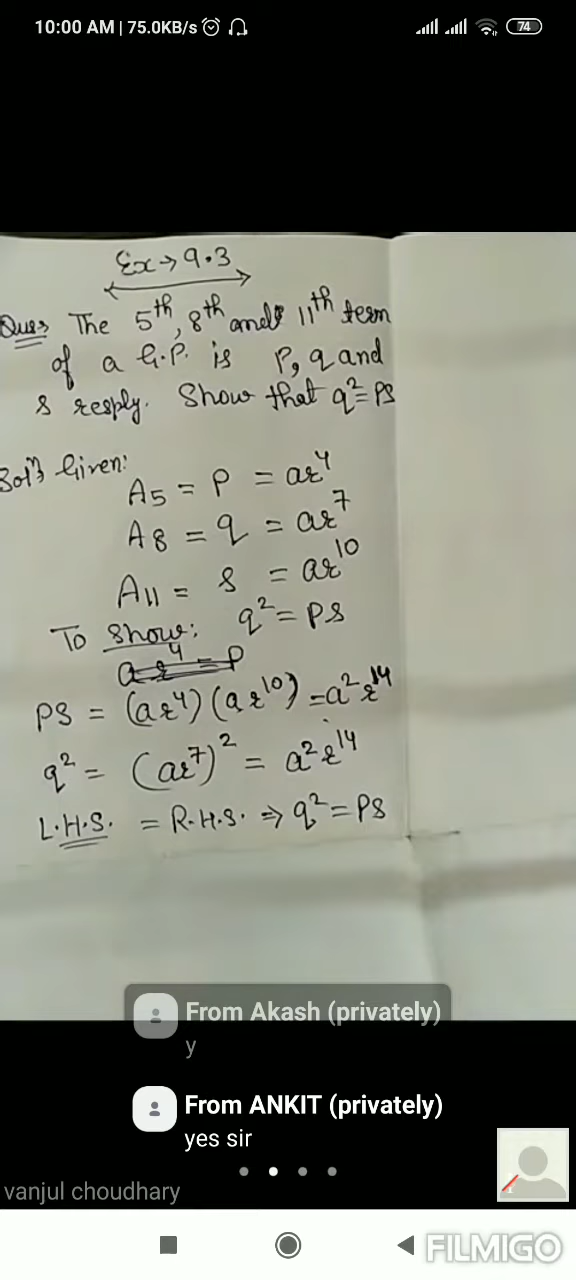 10:00 AM | 75.0KB/s
74
Ex → 9.3
Ques The 5th, 8th and 11th term
of a G.P. is P, q and
s resply. Show that q² = PS
Sol^n Given:
A5 = P = ar⁴
A8 = q = ar⁷
A11 = s = ar¹⁰
To Show: q² = PS
ar⁴ = P
PS = (ar⁴)(ar¹⁰) = a²r¹⁴
q² = (ar⁷)² = a²r¹⁴
L.H.S. = R.H.S. ⇒ q² = PS
From Akash (privately)
y
From ANKIT (privately)
yes sir
vanjul choudhary
FILMIGO